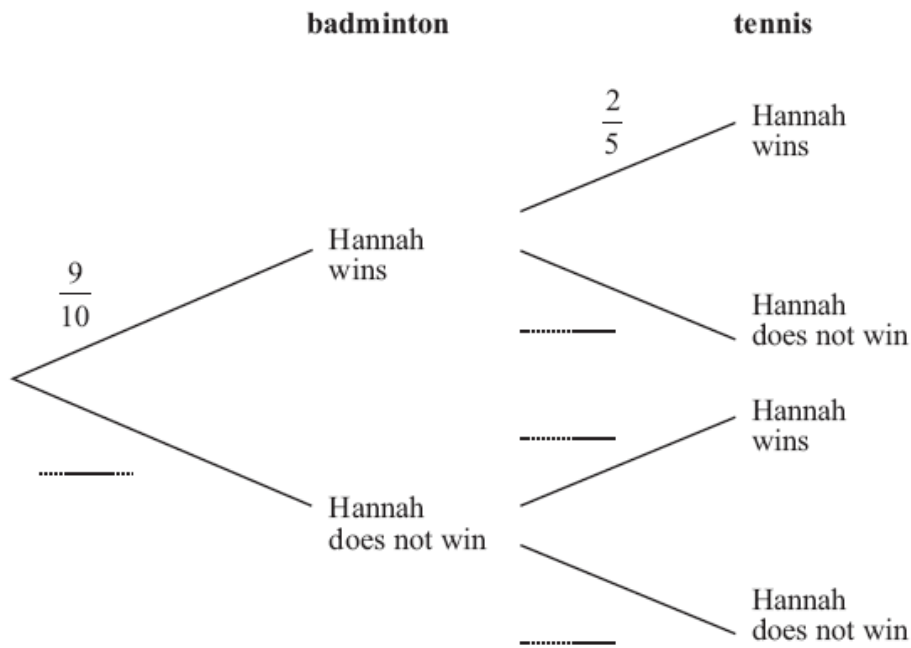 badminton
tennis
2
5
Hannah
wins
Hannah
wins
9
10
Hannah
does not win
Hannah
wins
Hannah
does not win
Hannah
does not win